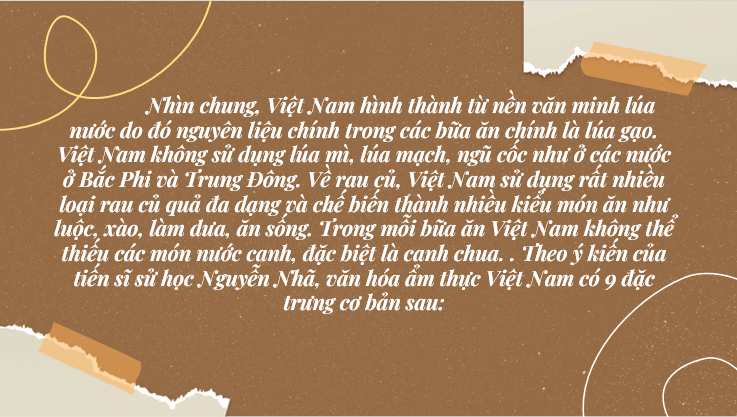 Nhìn chung, Việt Nam hình thành từ nền văn minh lúa
nước do đó nguyên liệu chính trong các bữa ăn chính là lúa gạo.
Việt Nam không sử dụng lúa mì, lúa mạch, ngũ cốc như ở các nước
ở Bắc Phi và Trung Đông. Về rau củ, Việt Nam sử dụng rất nhiều
loại rau củ quả đa dạng và chế biến thành nhiều kiểu món ăn như
luộc, xào, làm dưa, ăn sống. Trong mỗi bữa ăn Việt Nam không thể
thiếu các món nước canh, đặc biệt là canh chua. . Theo ý kiến của
tiến sĩ sử học Nguyễn Nhã, văn hóa ẩm thực Việt Nam có 9 đặc
trưng cơ bản sau: